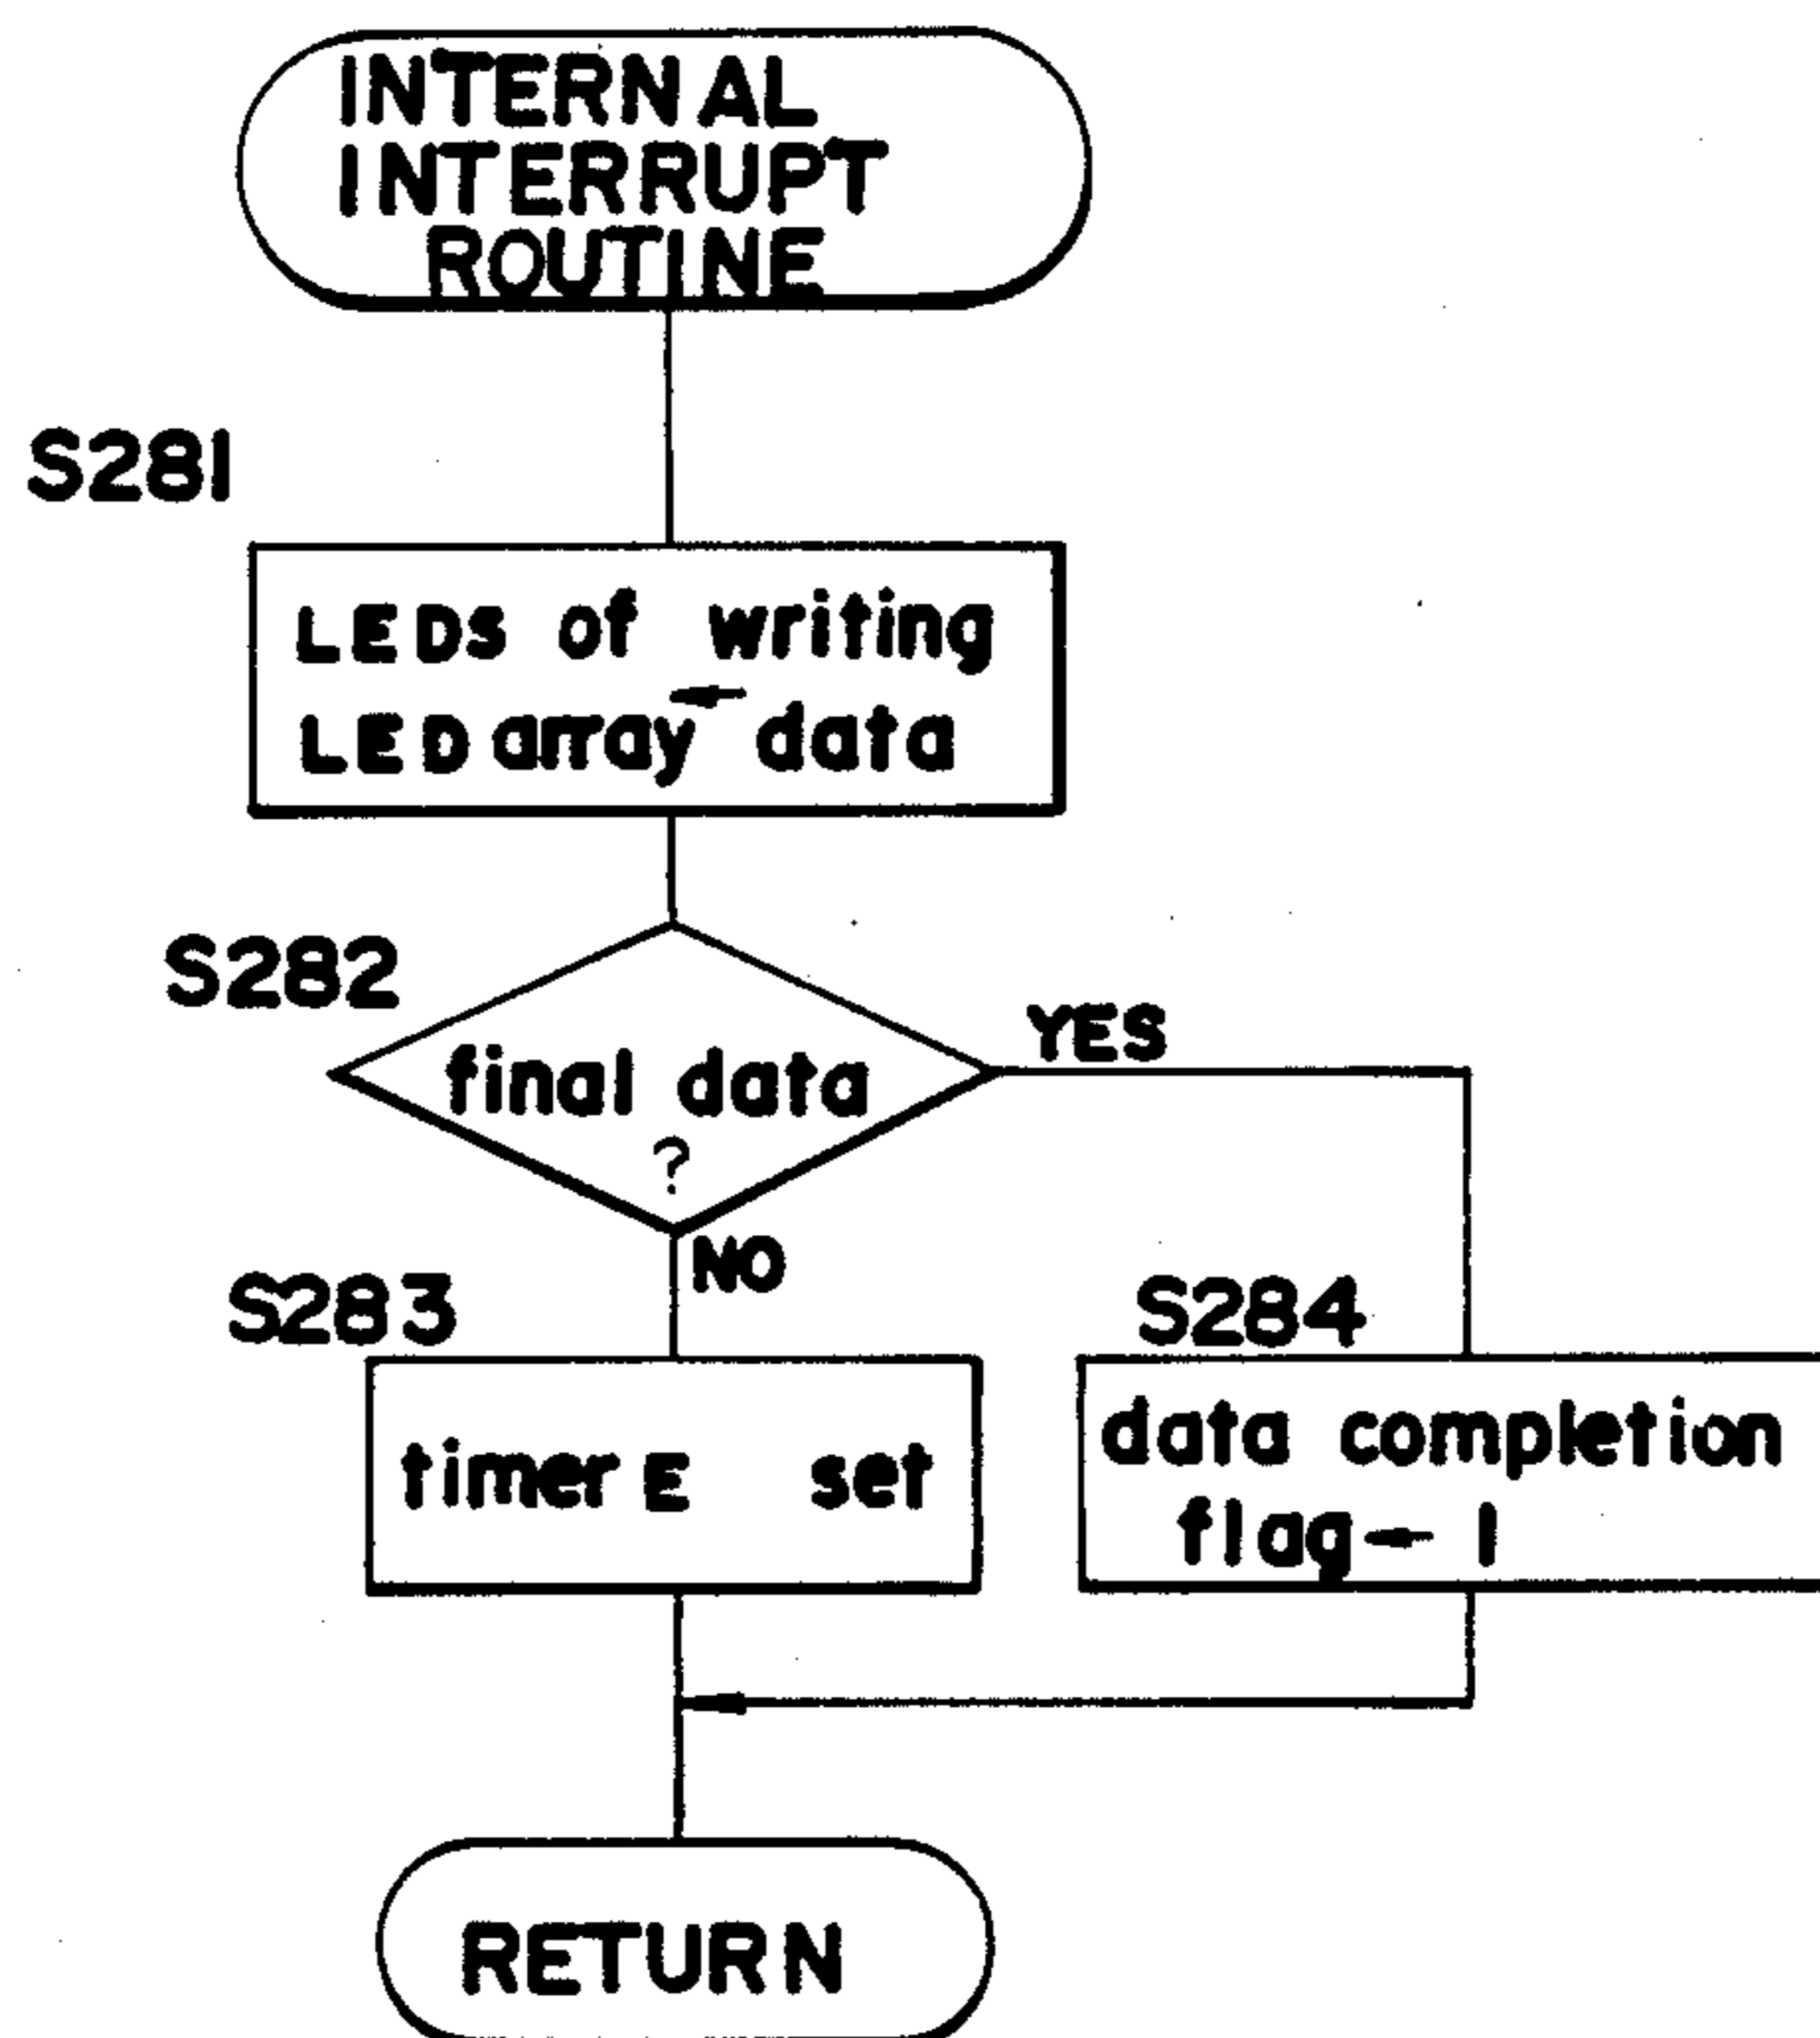 INTERNAL
INTERRUPT
ROUTINE
S281
LEDS of writing
LED array ← data
S282
final data
?
YES
NO
S283
timer E set
S284
data completion
flag ← 1
RETURN